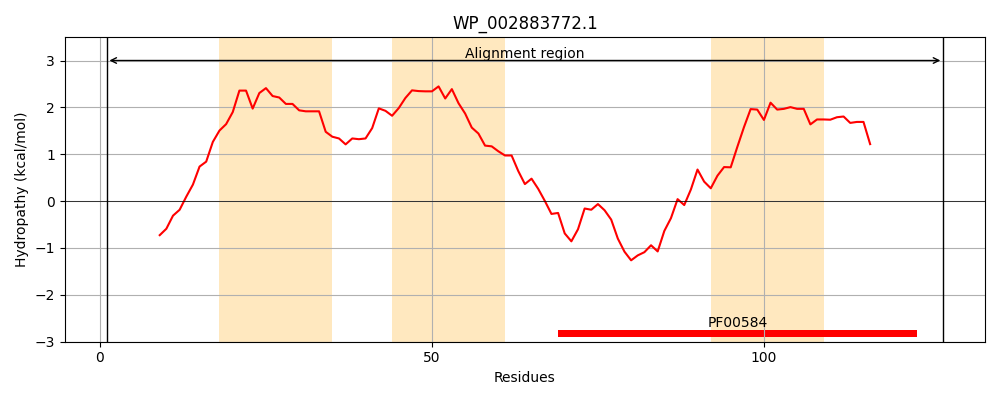 WP_002883772.1
Alignment region
Hydropathy (kcal/mol)
3
2
1
0
−1
−2
−3
PF00584
0
50
100
Residues